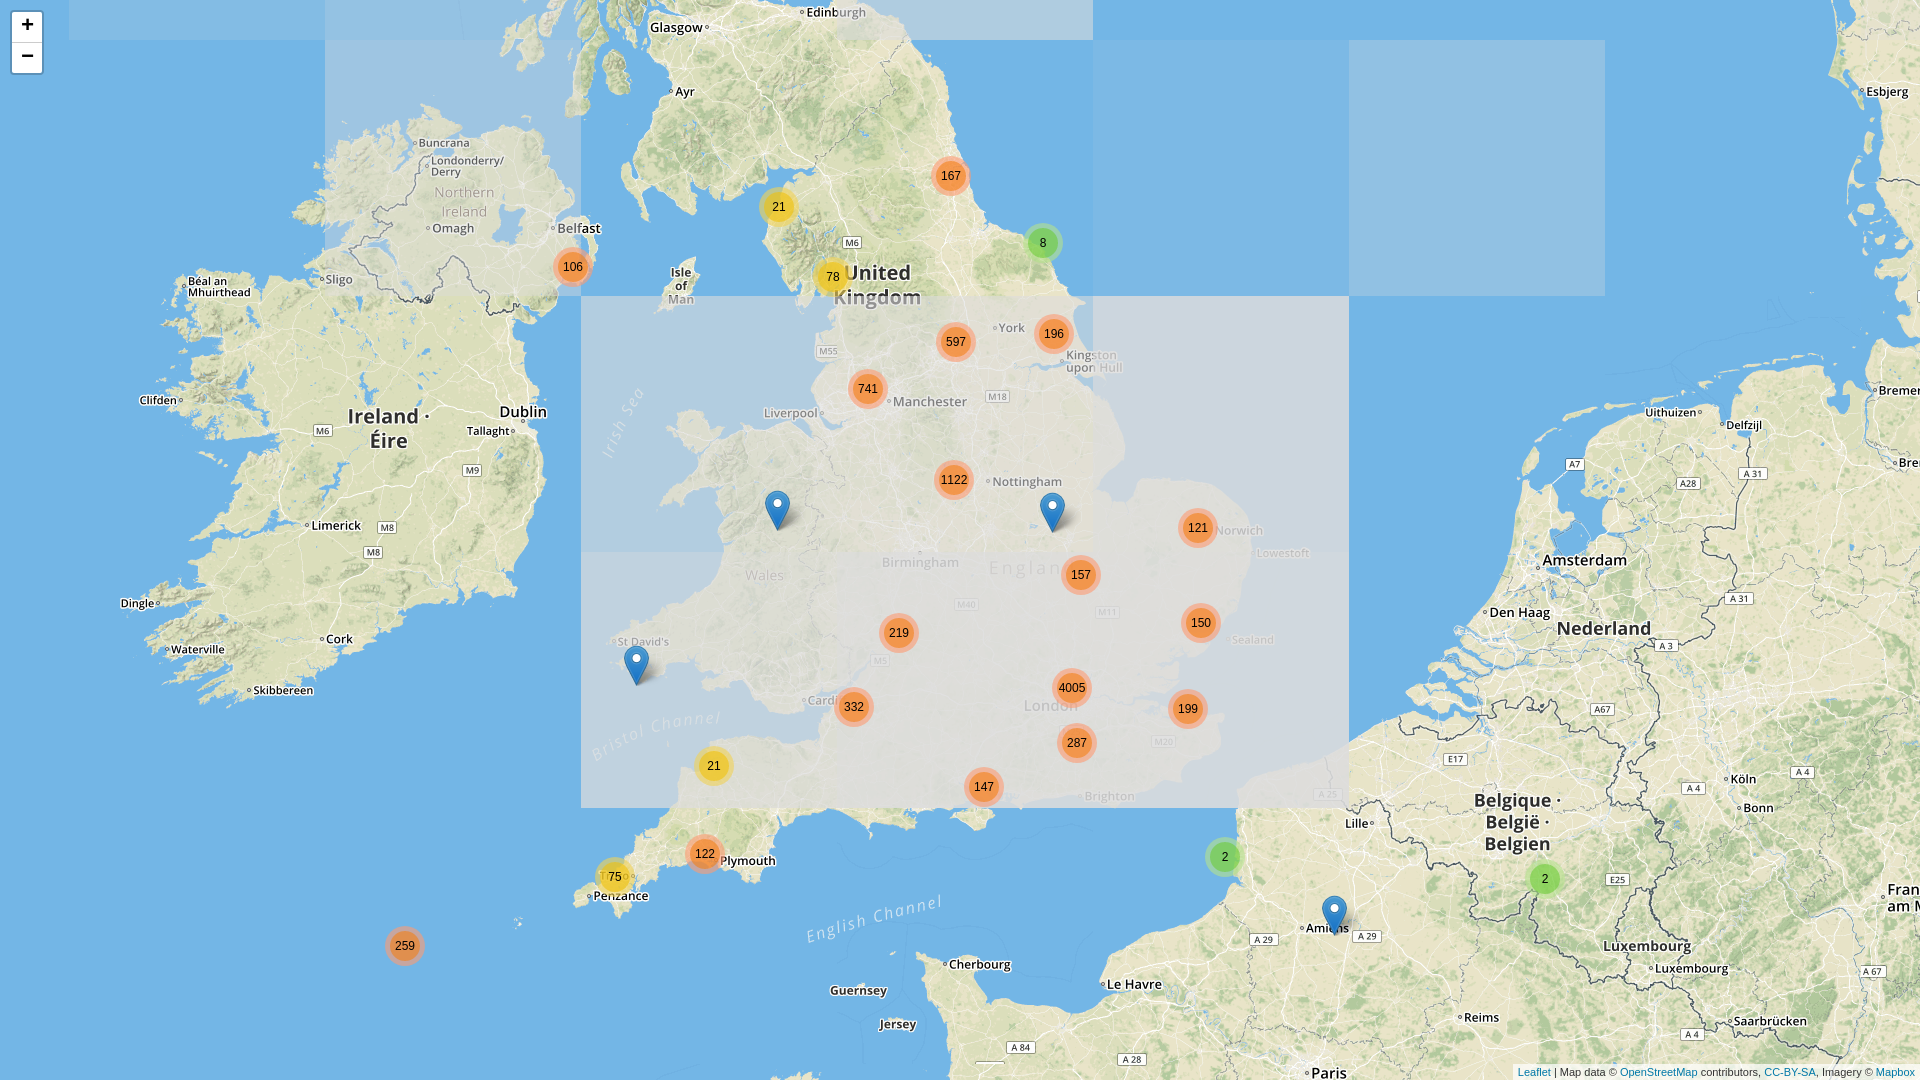 +
−
Edinburgh
Glasgow
Ayr
Esbjerg
Buncrana
Londonderry/
Derry
167
Northern
Ireland
21
Omagh
Belfast
M6
8
106
78
United
Kingdom
Isle
of
Man
Sligo
Béal an
Mhuirthead
York
196
597
M55
Kingston
upon Hull
741
M18
Clifden
Manchester
Liverpool
Irish Sea
Dublin
Ireland ·
Éire
M6
Tallaght
Uithuizen
Delfzijl
M9
A7
A 31
A28
1122
Nottingham
Limerick
M8
M8
121
Norwich
Lowestoft
Birmingham
Wales
157
Amsterdam
A 31
Dingle
M40
M11
Den Haag
Nederland
150
219
Cork
St David's
Sealand
A 3
Waterville
M5
Skibbereen
4005
London
332
199
A67
Bristol Channel
287
M20
E17
21
A 4
Köln
147
Brighton
A 25
A 4
Bonn
Belgique ·
België ·
Belgien
Lille
122
Plymouth
2
75
Penzance
2
E25
English Channel
Amiens
A 29
A 29
259
Luxembourg
Cherbourg
Luxembourg
A 67
Le Havre
Guernsey
Jersey
Reims
Saarbrücken
A 4
A 84
A 28
Paris
Leaflet | Map data © OpenStreetMap contributors, CC-BY-SA, Imagery © Mapbox